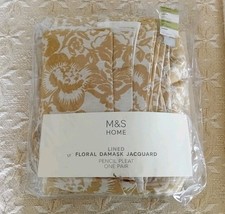 M&S
HOME
LINED
FLORAL DAMASK JACQUARD
PENCIL PLEAT
ONE PAIR